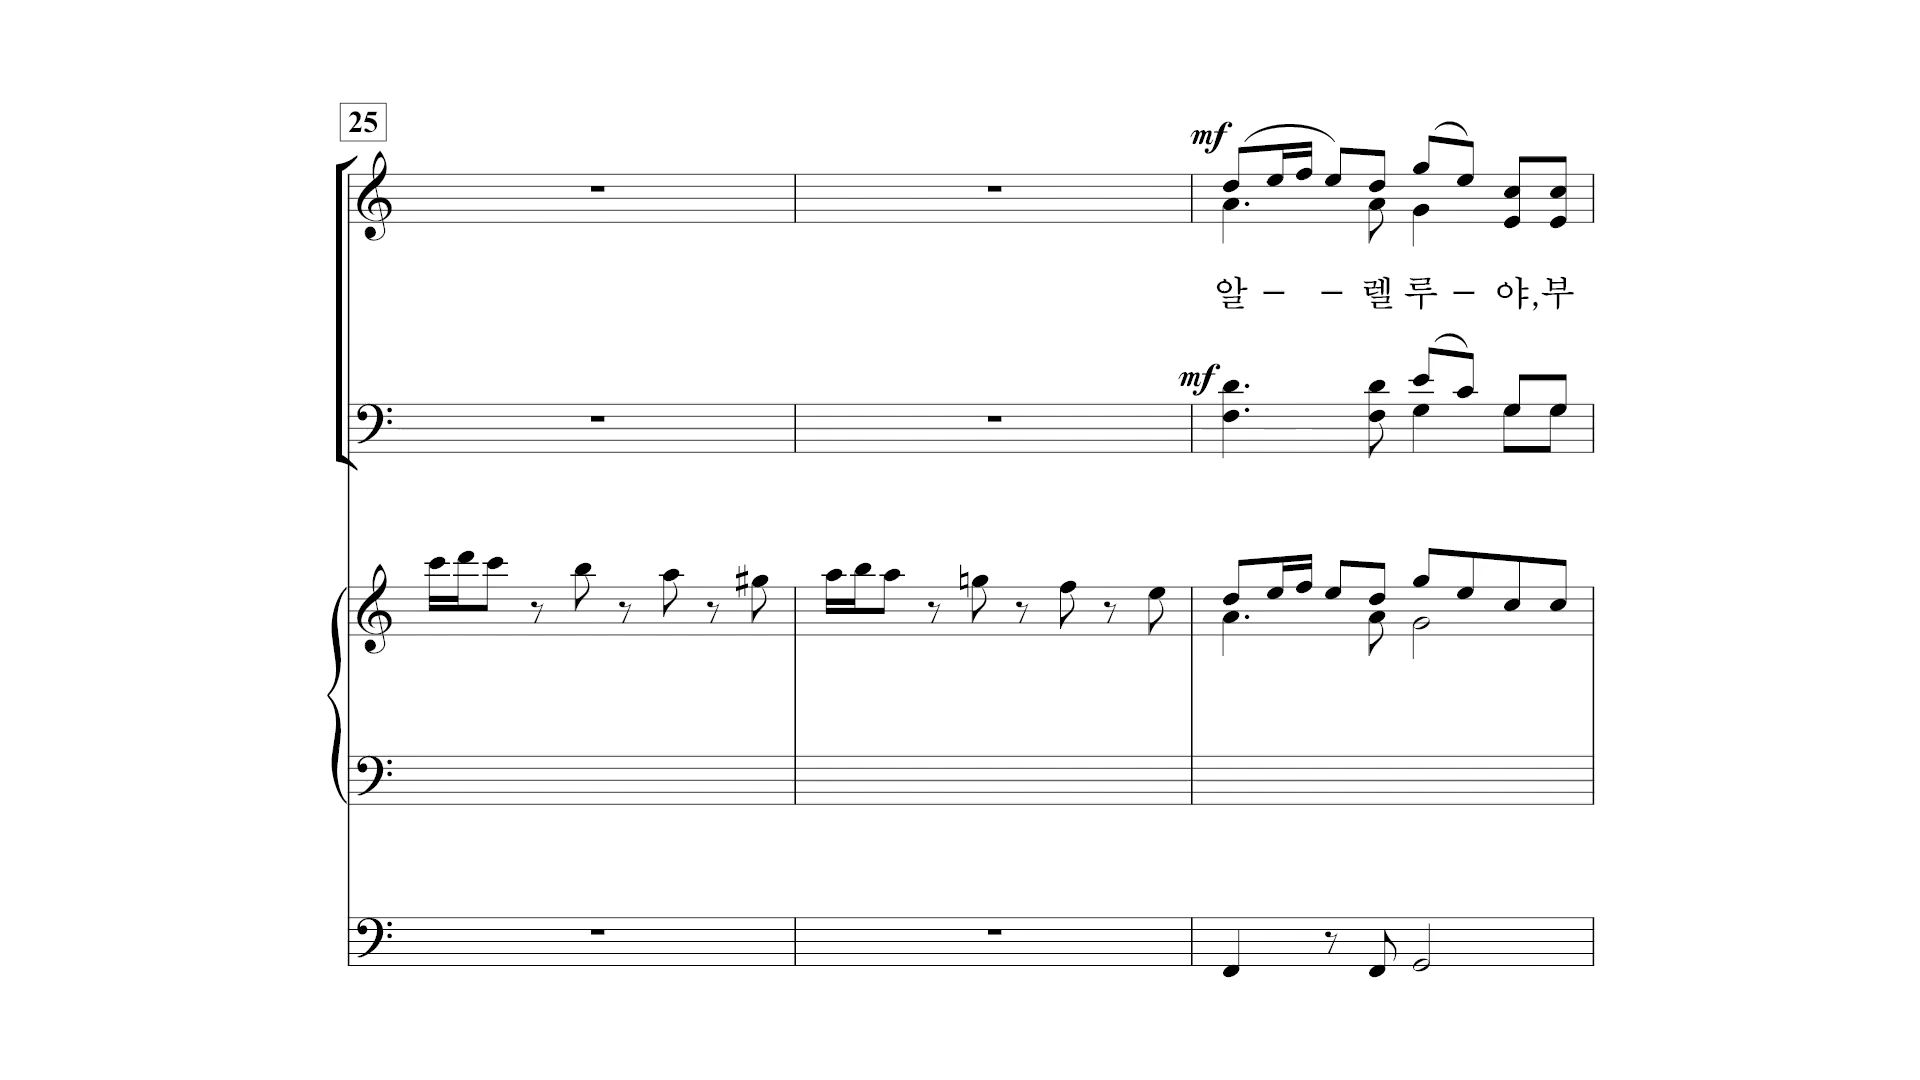 25
mf
알 – – 렐 루 – 야, 부
mf